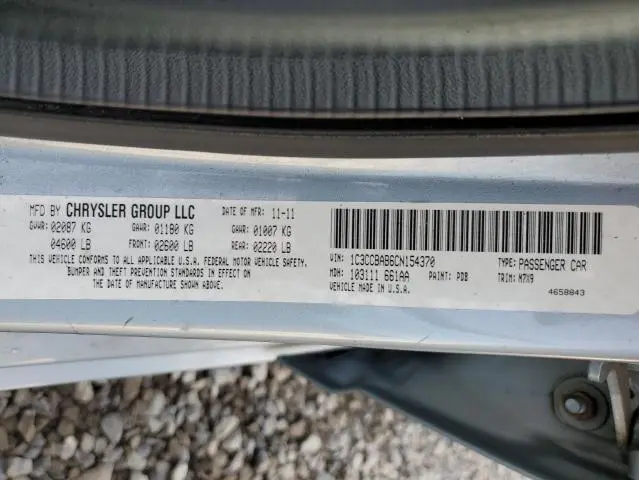 MFD BY CHRYSLER GROUP LLC DATE OF MFR: 11-11
GVWR: 02087 KG GAWR: 01180 KG GAWR: 01007 KG
04600 LB FRONT: 02600 LB REAR: 02220 LB
THIS VEHICLE CONFORMS TO ALL APPLICABLE U.S.A. FEDERAL MOTOR VEHICLE SAFETY,
BUMPER AND THEFT PREVENTION STANDARDS IN EFFECT ON
THE DATE OF MANUFACTURE SHOWN ABOVE.
VIN: 1C3CCBAB6CN154370 TYPE: PASSENGER CAR
MDH: 103111 661AA PAINT: PDB TRIM: M7X9
VEHICLE MADE IN U.S.A.
4658843